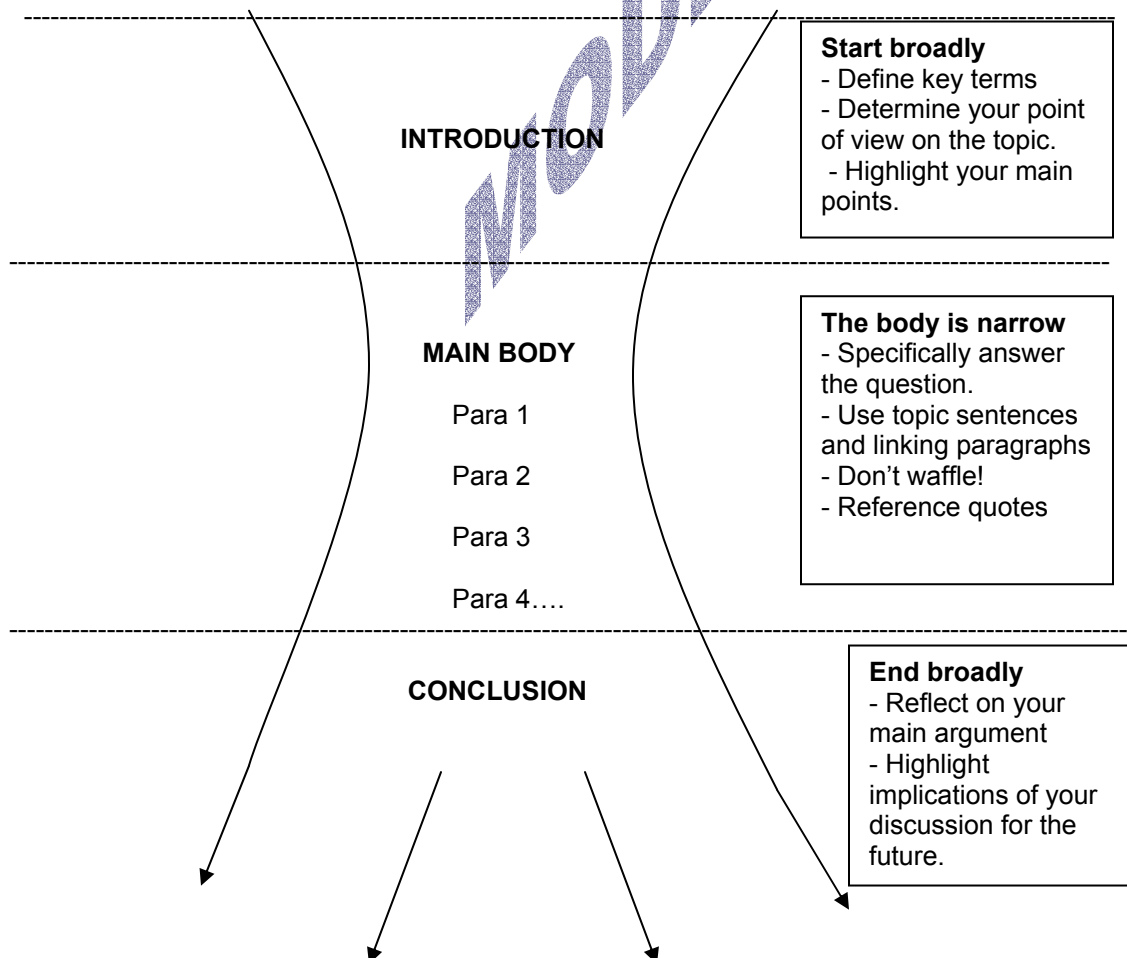 Start broadly
- Define key terms
- Determine your point
of view on the topic.
- Highlight your main
points.
INTRODUCTION
The body is narrow
- Specifically answer
the question.
- Use topic sentences
and linking paragraphs
- Don’t waffle!
- Reference quotes
MAIN BODY
Para 1
Para 2
Para 3
Para 4….
End broadly
- Reflect on your
main argument
- Highlight
implications of your
discussion for the
future.
CONCLUSION